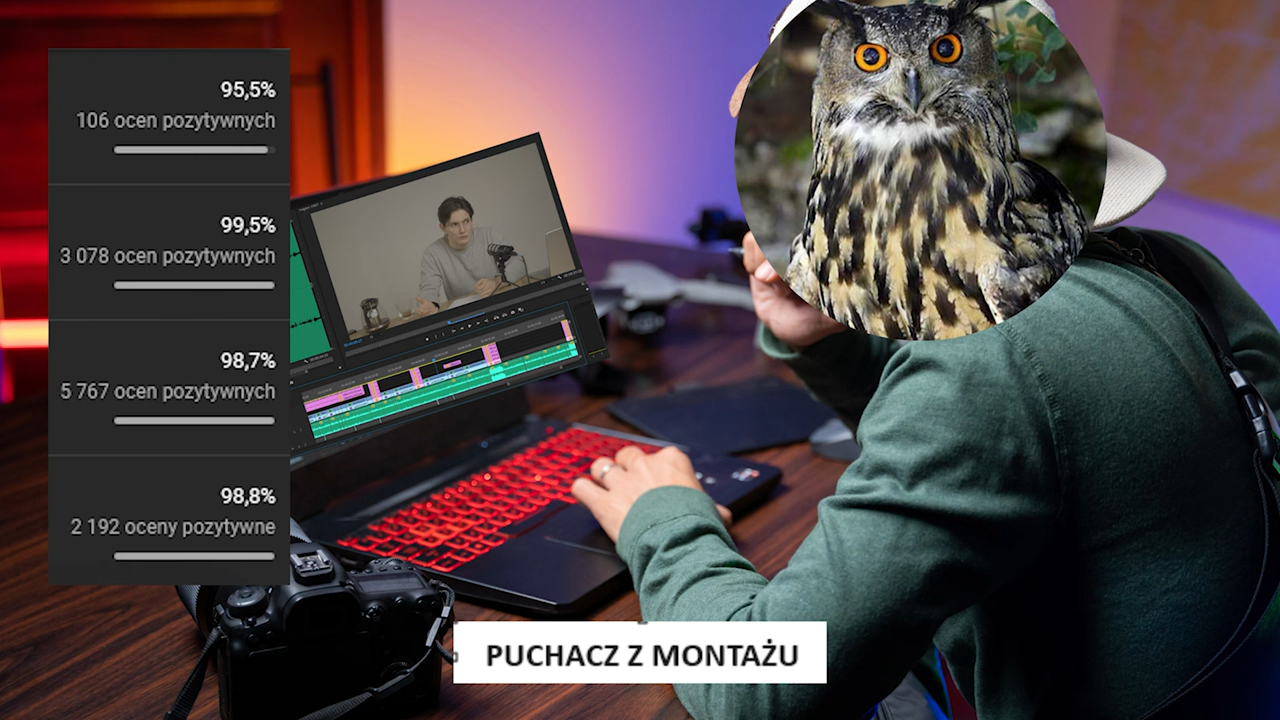 95,5%
106 ocen pozytywnych
99,5%
3 078 ocen pozytywnych
98,7%
5 767 ocen pozytywnych
98,8%
2 192 oceny pozytywne
PUCHACZ Z MONTAŻU